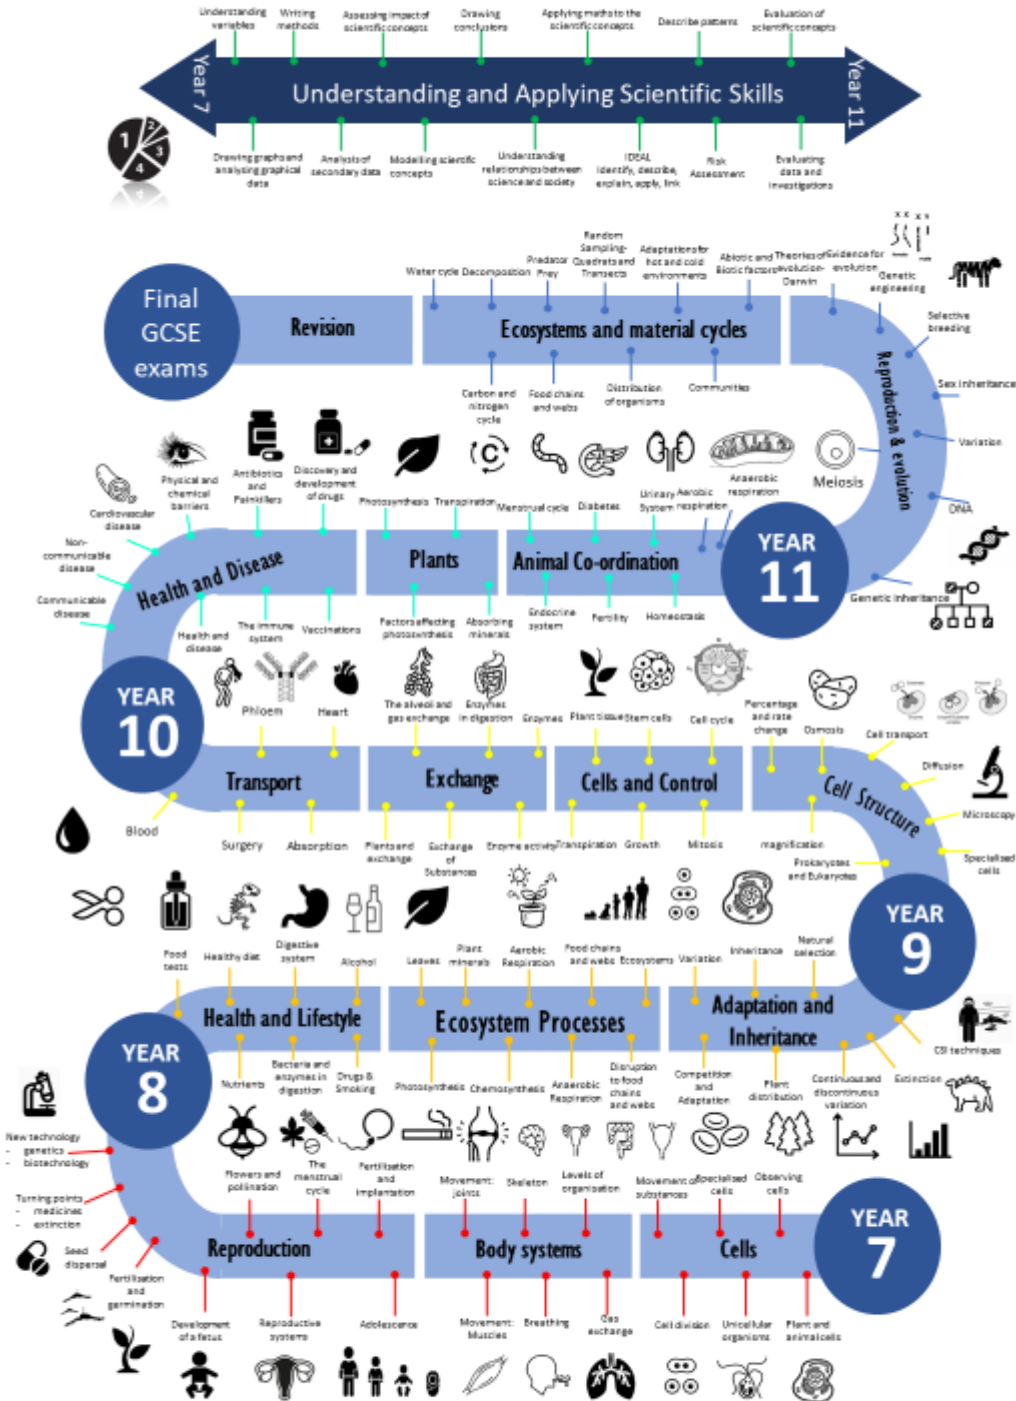 Understanding
variables
Writing
methods
Assessing impact of
scientific concepts
Drawing
conclusions
Applying maths to the
scientific concepts
Describe patterns
Evaluation of
scientific concepts
Year 7
Understanding and Applying Scientific Skills
Year 11
Drawing graphs and
analysing graphical
data
Analysis of
secondary data
Modelling scientific
concepts
Understanding
relationships between
science and society
IDEAL
Identify, describe,
explain, apply, link
Risk
Assessment
Evaluating
data and
investigations
1
2
3
4
Final
GCSE
exams
Revision
Water cycle
Decomposition
Predator
Prey
Random
Sampling-
Quadrats and
Transects
Adaptations for
hot and cold
environments
Abiotic and
Biotic factors
Ecosystems and material cycles
Carbon and
nitrogen
cycle
Food chains
and webs
Distribution
of organisms
Communities
Theories of
evolution-
Darwin
Evidence for
evolution
Genetic
engineering
Selective
breeding
Sex inheritance
Variation
DNA
Genetic inheritance
Meiosis
Reproduction & evolution
YEAR
11
Anaerobic
respiration
Aerobic
respiration
Urinary
System
Diabetes
Menstrual cycle
Animal Co-ordination
Endocrine
system
Fertility
Homeostasis
Transpiration
Photosynthesis
Plants
Factors affecting
photosynthesis
Absorbing
minerals
Discovery and
development
of drugs
Antibiotics
and
Painkillers
Physical and
chemical
barriers
Cardiovascular
disease
Non-
communicable
disease
Communicable
disease
Health and Disease
Health and
disease
The immune
system
Vaccinations
YEAR
10
Phloem
Heart
Transport
Blood
Surgery
Absorption
The alveoli and
gas exchange
Enzymes
in digestion
Enzymes
Exchange
Plants and
exchange
Exchange
of
Substances
Enzyme activity
Plant tissue
Stem cells
Cell cycle
Cells and Control
Transpiration
Growth
Mitosis
Percentage
and rate
change
Osmosis
Cell transport
Diffusion
Microscopy
Specialised
cells
Cell Structure
magnification
Prokaryotes
and Eukaryotes
YEAR
9
Natural
selection
Inheritance
Variation
Adaptation and
Inheritance
CSI techniques
Extinction
Continuous and
discontinuous
variation
Plant
distribution
Competition
and
Adaptation
Ecosystems
Food chains
and webs
Aerobic
Respiration
Plant
minerals
Leaves
Ecosystem Processes
Photosynthesis
Chemosynthesis
Anaerobic
Respiration
Disruption
to food
chains
and webs
Alcohol
Digestive
system
Healthy diet
Food
tests
Health and Lifestyle
Nutrients
Bacteria and
enzymes in
digestion
Drugs &
Smoking
YEAR
8
New technology
- genetics
- biotechnology
Turning points
- medicines
- extinction
Seed
dispersal
Fertilisation
and
germination
Flowers and
pollination
The
menstrual
cycle
Fertilisation
and
implantation
Reproduction
Development
of a fetus
Reproductive
systems
Adolescence
Movement:
joints
Skeleton
Levels of
organisation
Body systems
Movement:
Muscles
Breathing
Gas
exchange
Movement of
substances
Specialised
cells
Observing
cells
Cells
Cell division
Unicellular
organisms
Plant and
animal cells
YEAR
7